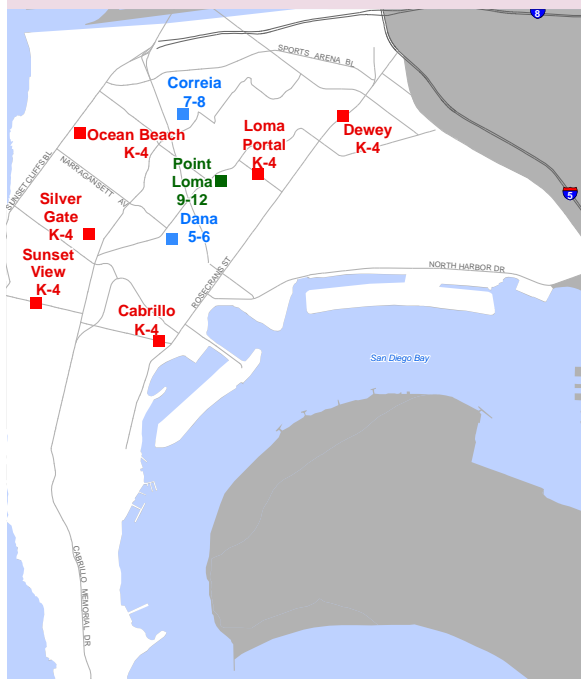 8
SPORTS ARENA BL
Correia
7-8
Ocean Beach
K-4
Loma
Portal
K-4
Dewey
K-4
Point
Loma
9-12
SUNSET CLIFFS BL
NARRAGANSETT AV
5
Silver
Gate
K-4
Dana
5-6
Sunset
View
K-4
ROSECRANS ST
NORTH HARBOR DR
Cabrillo
K-4
San Diego Bay
CABRILLO MEMORIAL DR